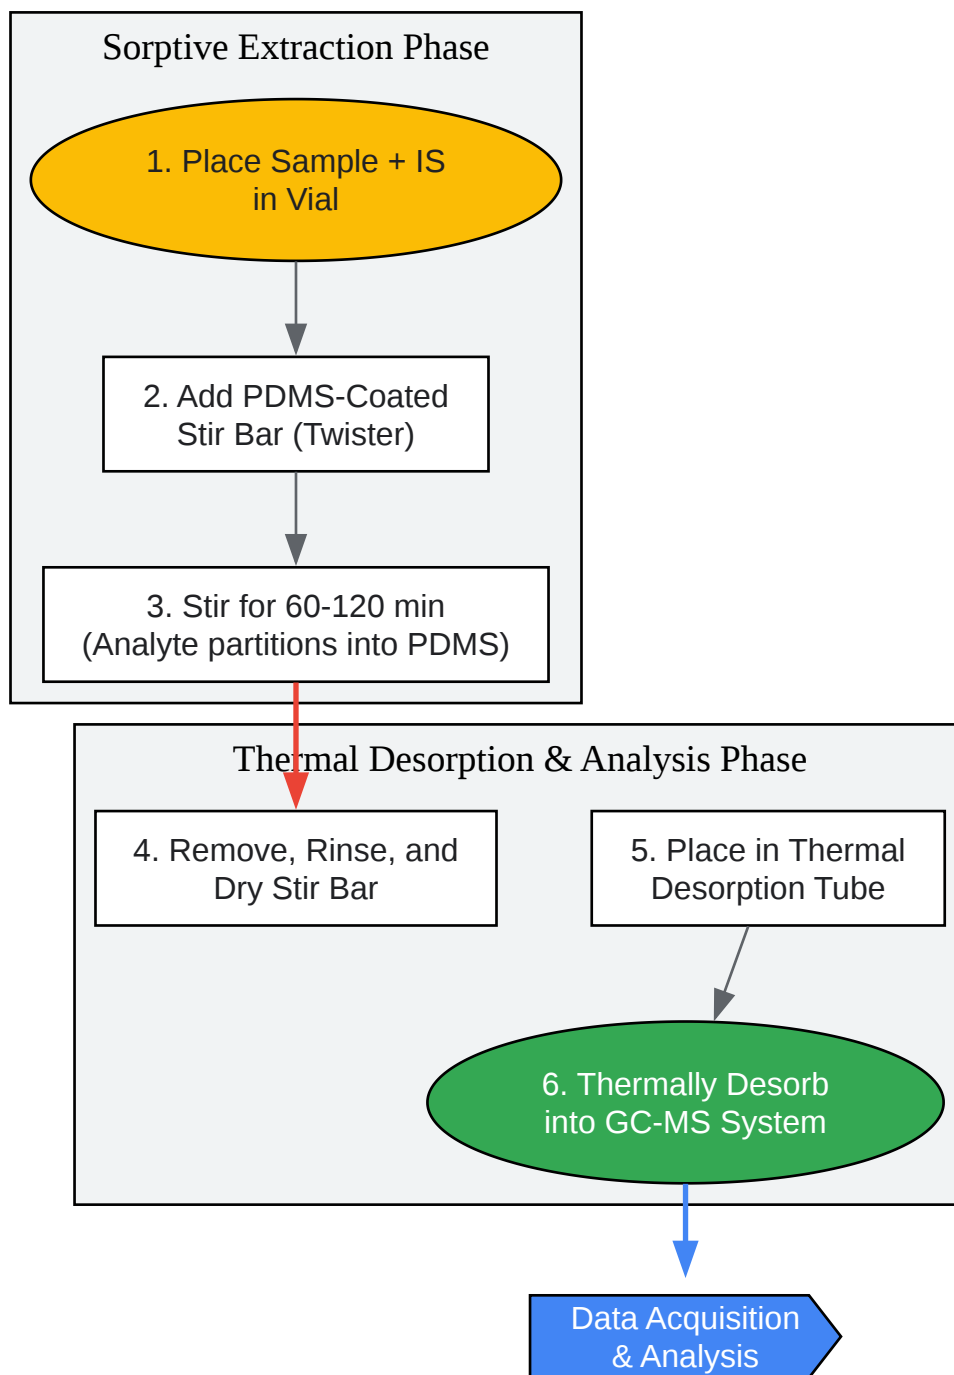 Sorptive Extraction Phase
1. Place Sample + IS
in Vial
2. Add PDMS-Coated
Stir Bar (Twister)
3. Stir for 60-120 min
(Analyte partitions into PDMS)
Thermal Desorption & Analysis Phase
4. Remove, Rinse, and
Dry Stir Bar
5. Place in Thermal
Desorption Tube
6. Thermally Desorb
into GC-MS System
Data Acquisition
& Analysis